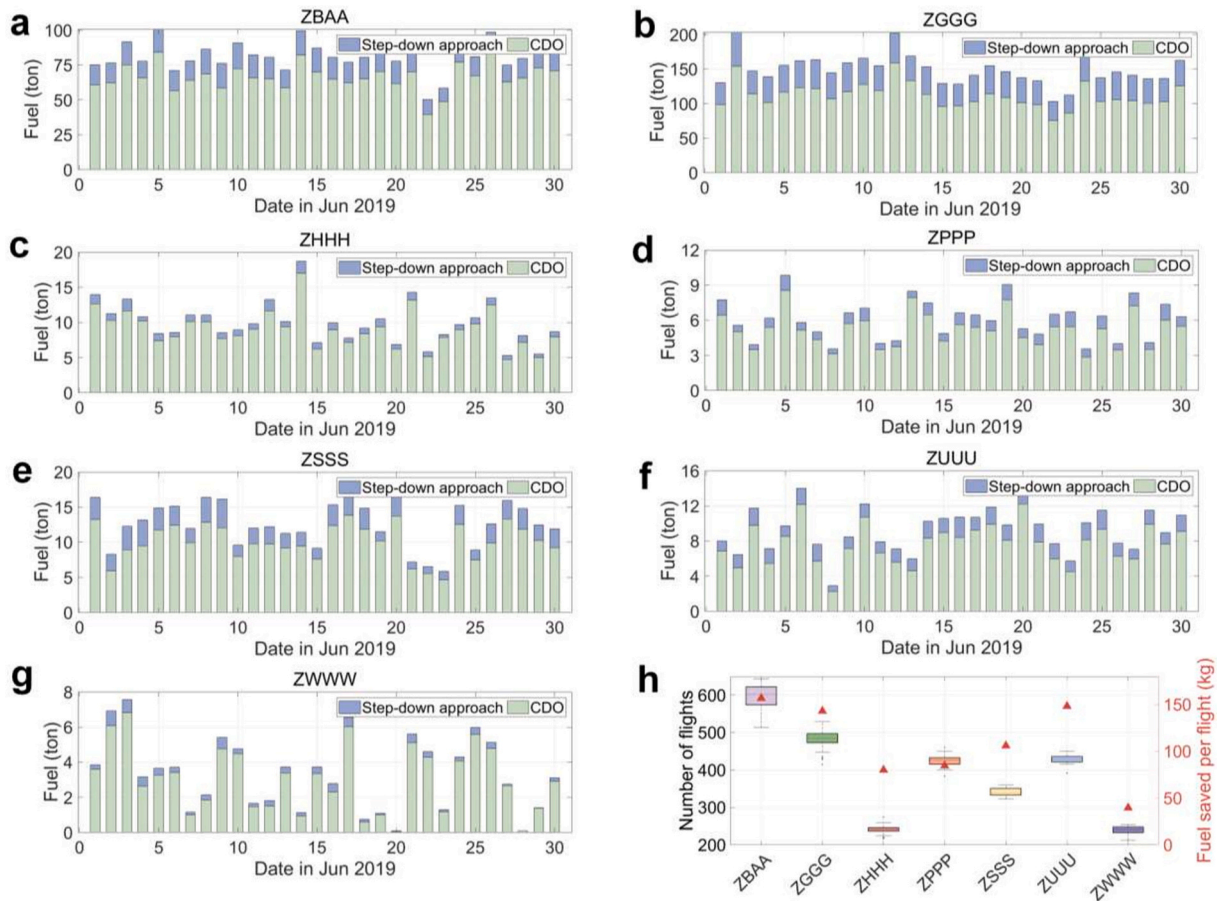 a
ZBAA
Step-down approach CDO
Fuel (ton)
100
75
50
25
0
0 5 10 15 20 25 30
Date in Jun 2019
b
ZGGG
Step-down approach CDO
Fuel (ton)
200
150
100
50
0
0 5 10 15 20 25 30
Date in Jun 2019
c
ZHHH
Step-down approach CDO
Fuel (ton)
20
15
10
5
0
0 5 10 15 20 25 30
Date in Jun 2019
d
ZPPP
Step-down approach CDO
Fuel (ton)
12
9
6
3
0
0 5 10 15 20 25 30
Date in Jun 2019
e
ZSSS
Step-down approach CDO
Fuel (ton)
20
15
10
5
0
0 5 10 15 20 25 30
Date in Jun 2019
f
ZUUU
Step-down approach CDO
Fuel (ton)
16
12
8
4
0
0 5 10 15 20 25 30
Date in Jun 2019
g
ZWWW
Step-down approach CDO
Fuel (ton)
8
6
4
2
0
0 5 10 15 20 25 30
Date in Jun 2019
h
Number of flights
600
500
400
300
200
Fuel saved per flight (kg)
150
100
50
0
ZBAA ZGGG ZHHH ZPPP ZSSS ZUUU ZWWW